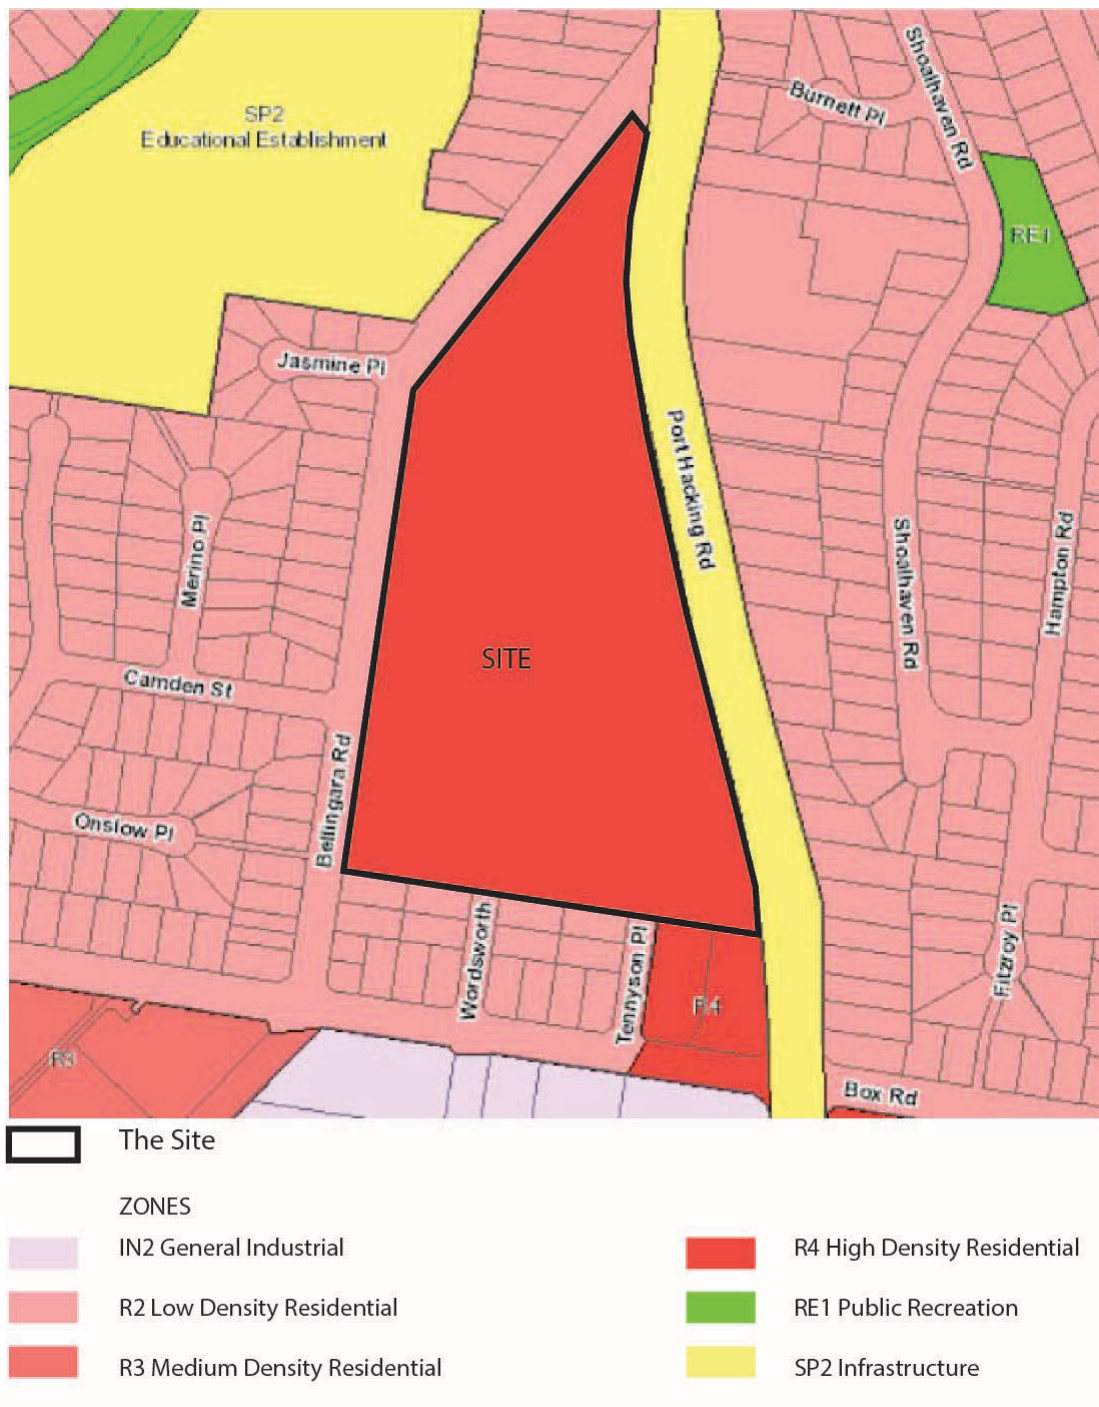 SP2
Educational Establishment
Burnett Pl
Shoalhaven Rd
RE1
Jasmine Pl
Port Hacking Rd
Merino Pl
Shoalhaven Rd
Hampton Rd
SITE
Camden St
Bellingara Rd
Onslow Pl
Wordsworth
Tennyson Pl
Fitzroy Pl
R4
R3
Box Rd
The Site
ZONES
IN2 General Industrial
R4 High Density Residential
R2 Low Density Residential
RE1 Public Recreation
R3 Medium Density Residential
SP2 Infrastructure